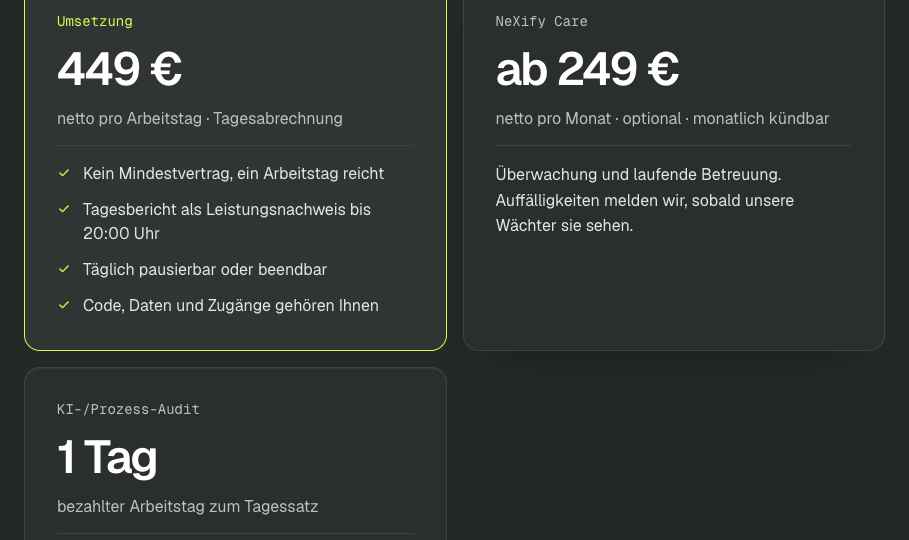 Umsetzung
449 €
netto pro Arbeitstag · Tagesabrechnung
Kein Mindestvertrag, ein Arbeitstag reicht
Tagesbericht als Leistungsnachweis bis
20:00 Uhr
Täglich pausierbar oder beendbar
Code, Daten und Zugänge gehören Ihnen
NeXify Care
ab 249 €
netto pro Monat · optional · monatlich kündbar
Überwachung und laufende Betreuung.
Auffälligkeiten melden wir, sobald unsere
Wächter sie sehen.
KI-/Prozess-Audit
1 Tag
bezahlter Arbeitstag zum Tagessatz